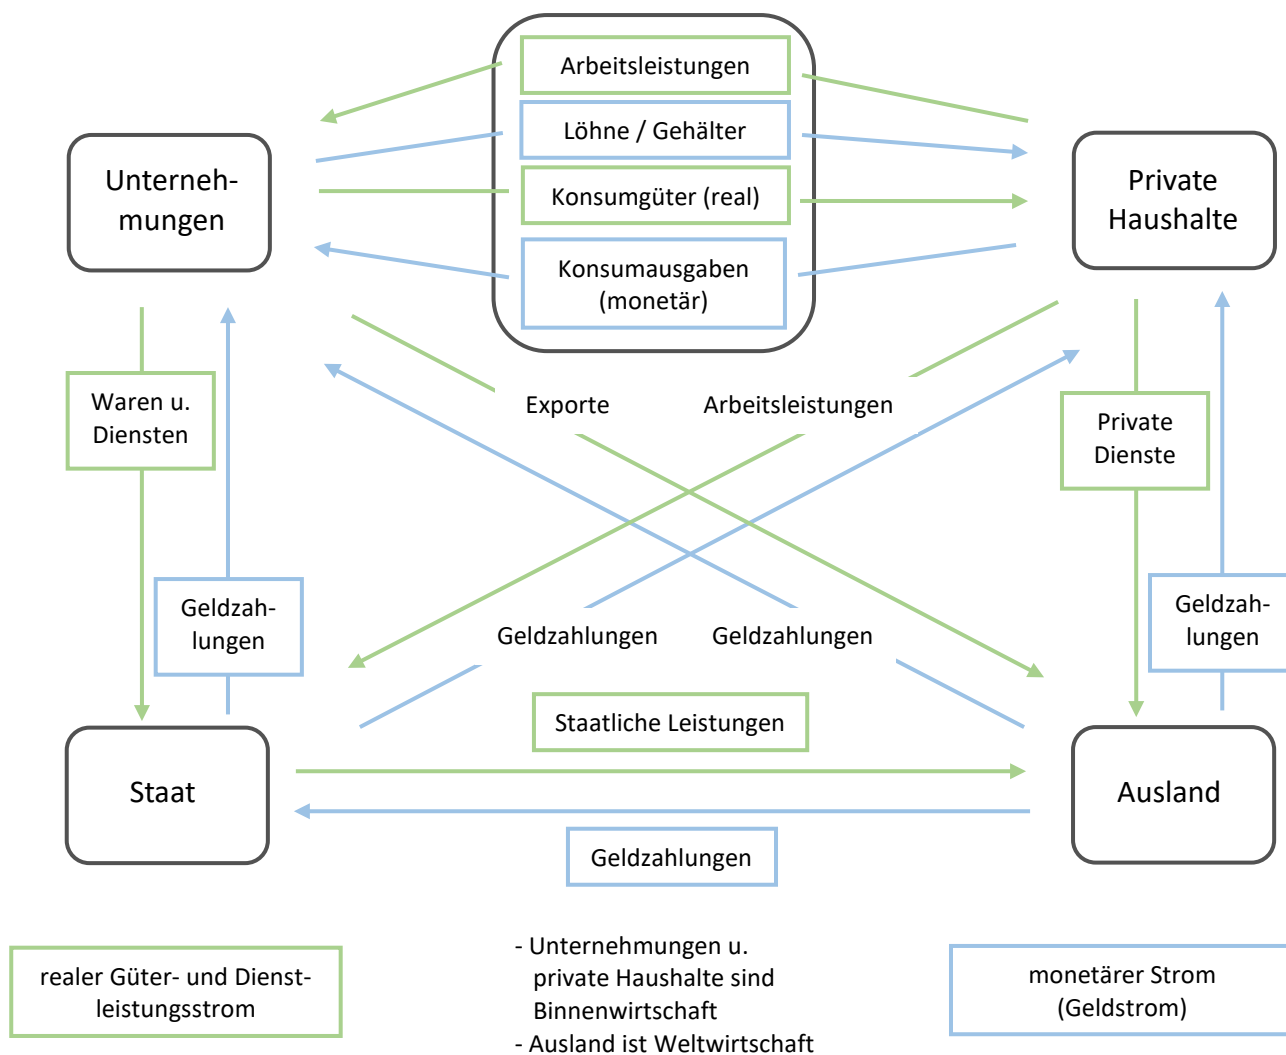 Arbeitsleistungen
Löhne / Gehälter
Konsumgüter (real)
Konsumausgaben
(monetär)
Unterneh-
mungen
Private
Haushalte
Waren u.
Diensten
Exporte
Arbeitsleistungen
Private
Dienste
Geldzah-
lungen
Geldzahlungen
Geldzahlungen
Geldzah-
lungen
Staatliche Leistungen
Staat
Ausland
Geldzahlungen
realer Güter- und Dienst-
leistungsstrom
- Unternehmungen u.
private Haushalte sind
Binnenwirtschaft
- Ausland ist Weltwirtschaft
monetärer Strom
(Geldstrom)